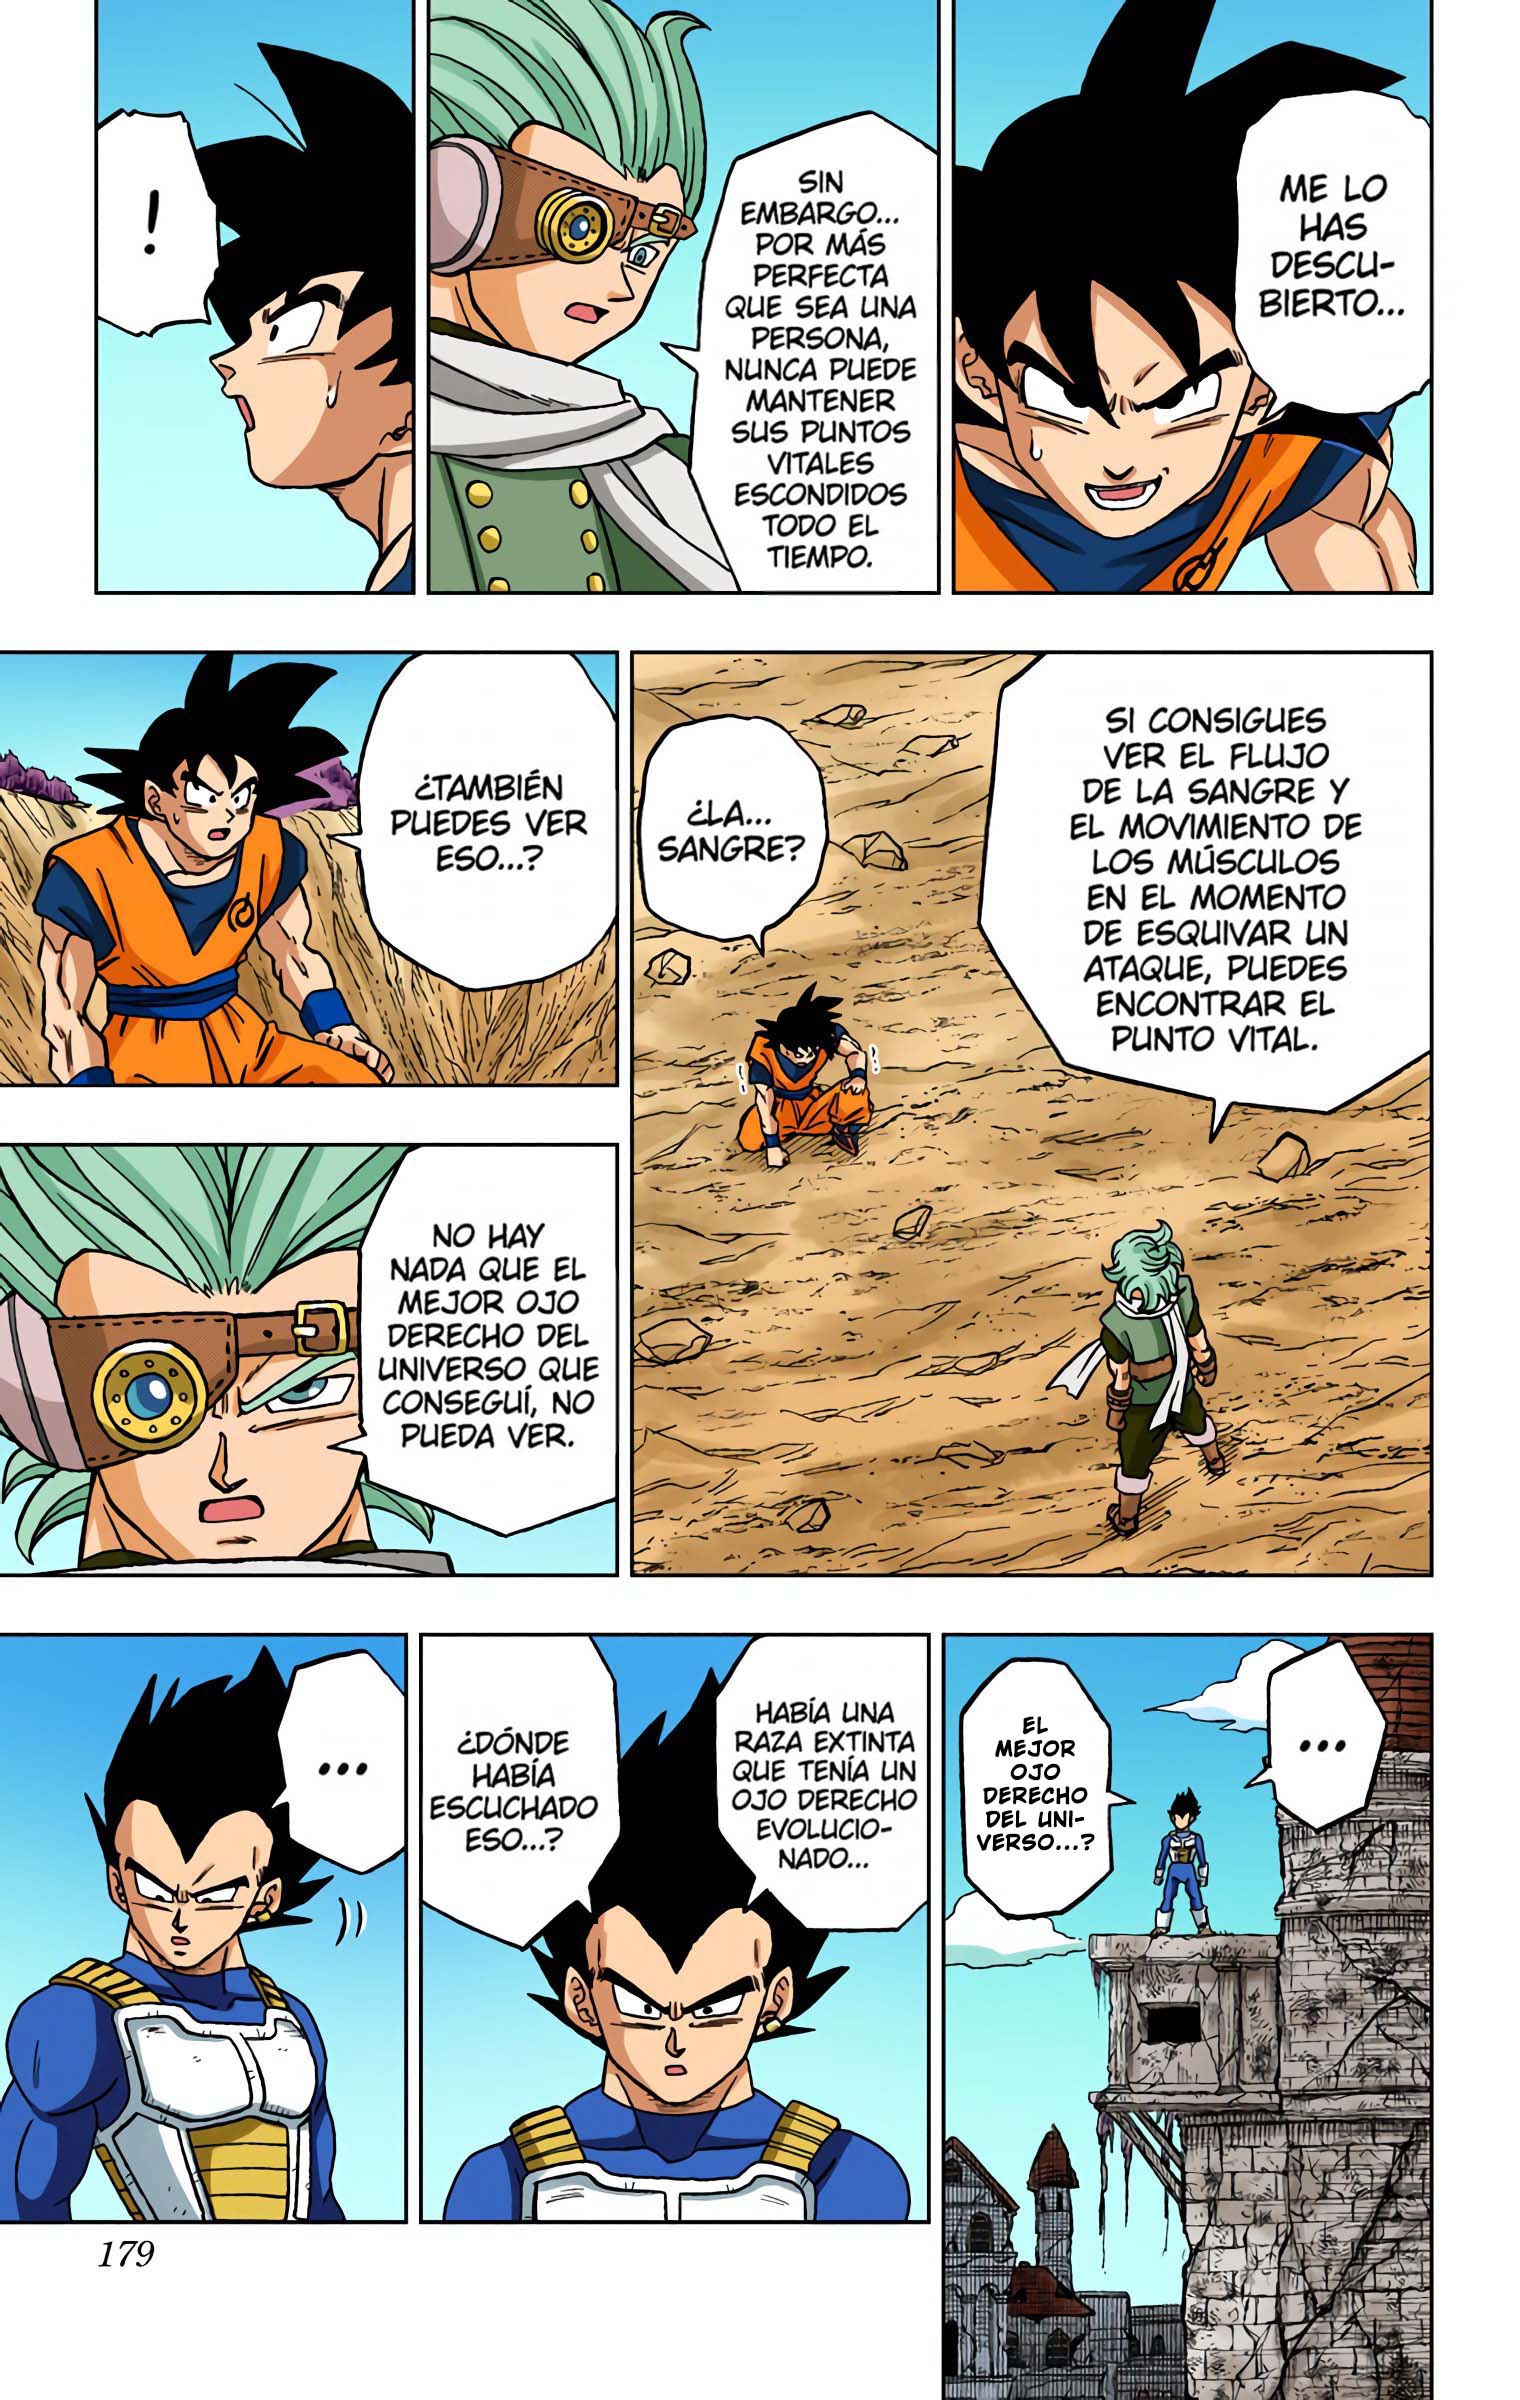 ME LO
HAS
DESCU-
BIERTO...
SIN
EMBARGO...
POR MÁS
PERFECTA
QUE SEA UNA
PERSONA,
NUNCA PUEDE
MANTENER
SUS PUNTOS
VITALES
ESCONDIDOS
TODO EL
TIEMPO.
!
SI CONSIGUES
VER EL FLUJO
DE LA SANGRE Y
EL MOVIMIENTO DE
LOS MÚSCULOS
EN EL MOMENTO
DE ESQUIVAR UN
ATAQUE, PUEDES
ENCONTRAR EL
PUNTO VITAL.
¿LA...
SANGRE?
¿TAMBIÉN
PUEDES VER
ESO...?
NO HAY
NADA QUE EL
MEJOR OJO
DERECHO DEL
UNIVERSO QUE
CONSEGUÍ, NO
PUEDA VER.
...
EL
MEJOR
OJO
DERECHO
DEL UNI-
VERSO...?
HABÍA UNA
RAZA EXTINTA
QUE TENÍA UN
OJO DERECHO
EVOLUCIO-
NADO...
¿DÓNDE
HABÍA
ESCUCHADO
ESO...?
...
179